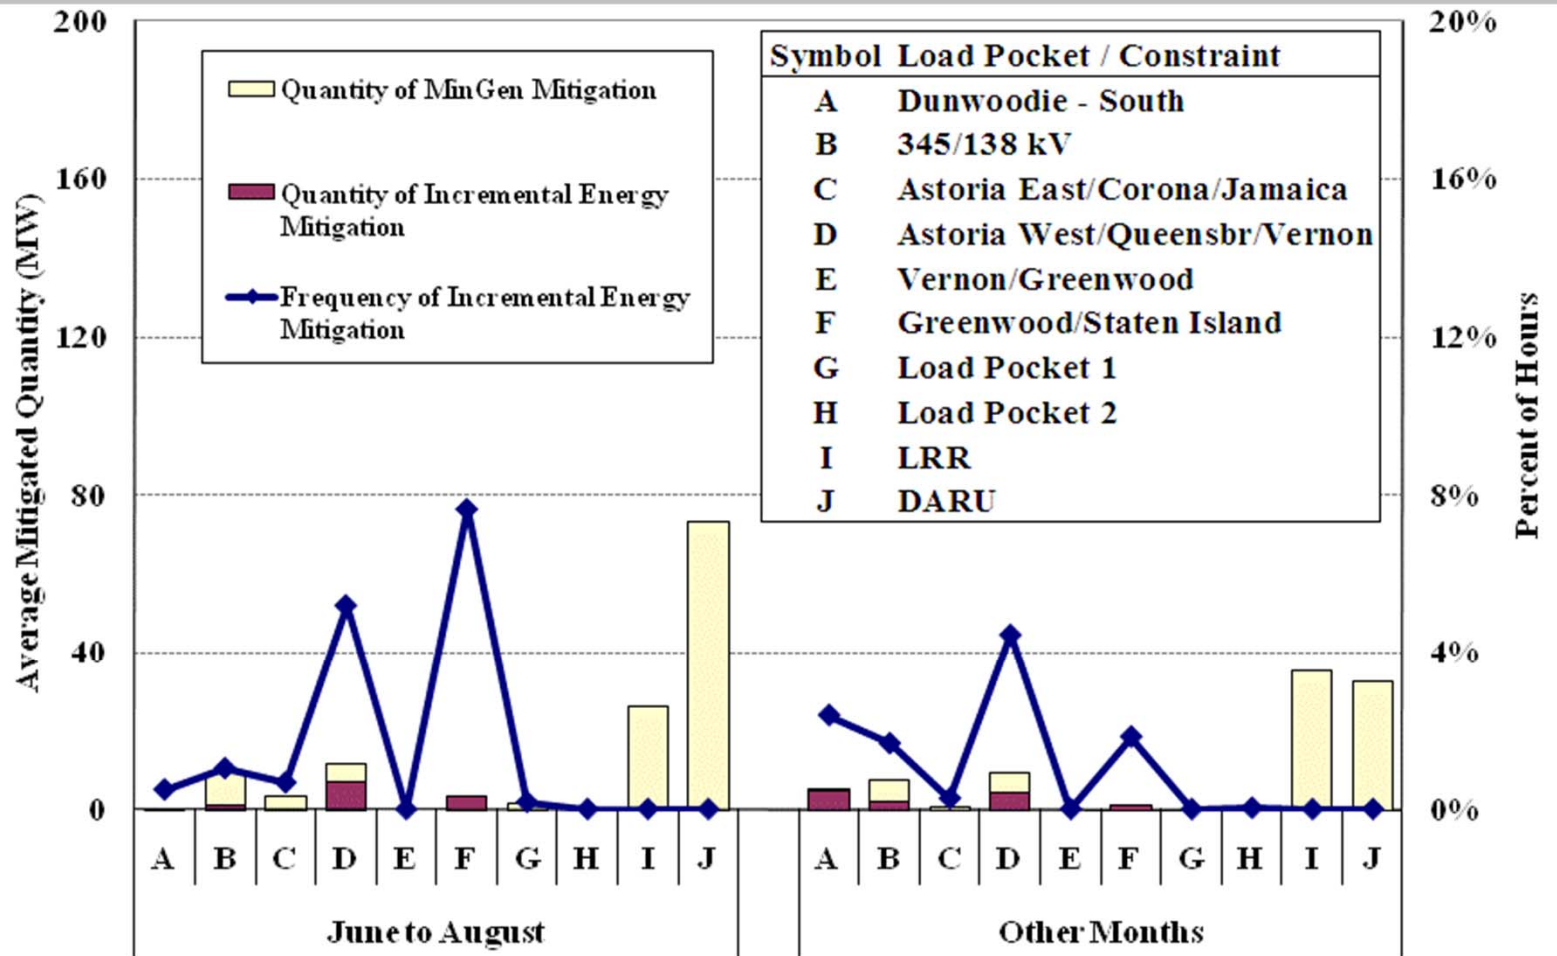 200
160
120
80
40
0
Average Mitigated Quantity (MW)
Quantity of MinGen Mitigation
Quantity of Incremental Energy
Mitigation
Frequency of Incremental Energy
Mitigation
Symbol Load Pocket / Constraint
A Dunwoodie - South
B 345/138 kV
C Astoria East/Corona/Jamaica
D Astoria West/Queensbr/Vernon
E Vernon/Greenwood
F Greenwood/Staten Island
G Load Pocket 1
H Load Pocket 2
I LRR
J DARU
20%
16%
12%
8%
4%
0%
Percent of Hours
A B C D E F G H I J
A B C D E F G H I J
June to August
Other Months